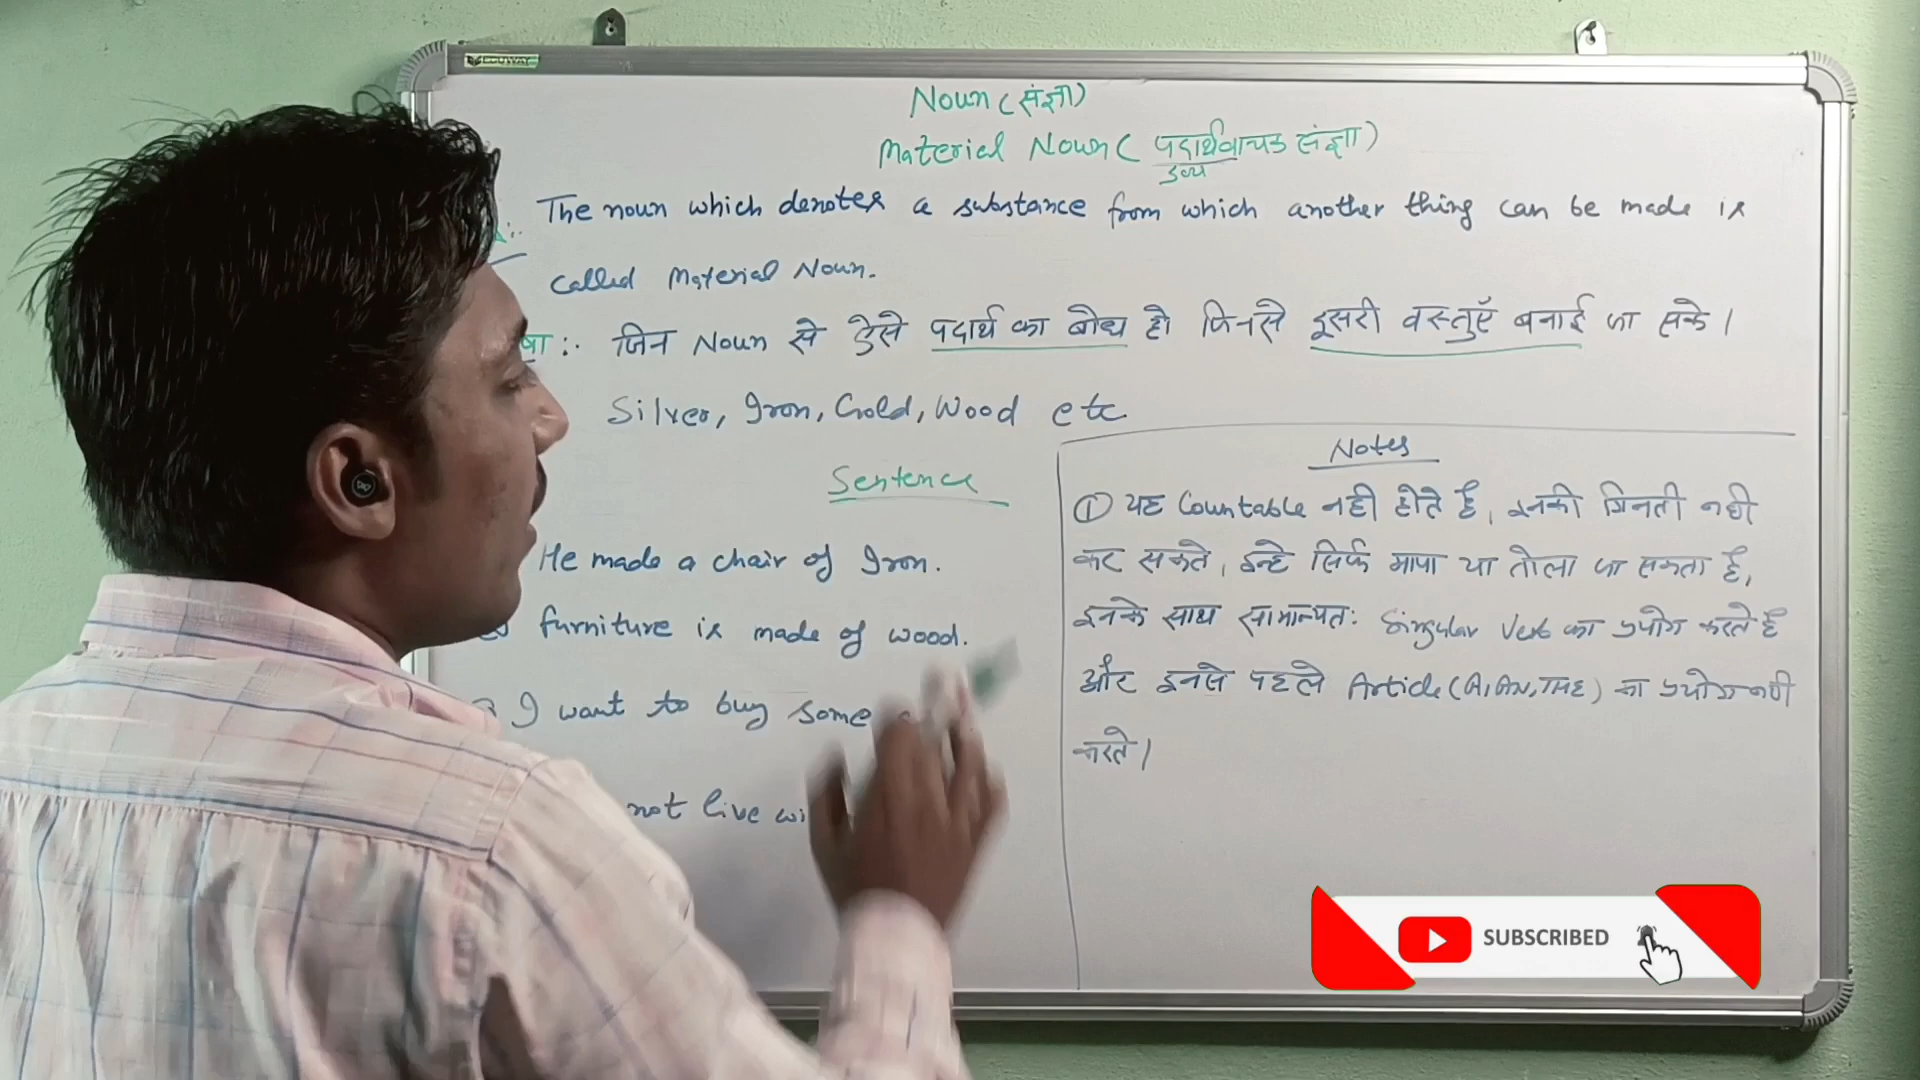 EDUWAY
Noun (संज्ञा)
Material Noun ( पदार्थवाचक संज्ञा )
द्रव्य
The noun which denotes a substance from which another thing can be made is
called Material Noun.
षा :- जिन Noun से ऐसे पदार्थ का बोध हो जिनसे दूसरी वस्तुएँ बनाई जा सके।
Silver, Iron, Gold, Wood etc
Sentence
He made a chair of Iron.
furniture is made of wood.
I want to buy some
not live wi
Notes
① यह Countable नही होते है, इनकी गिनती नही
कर सकते, इन्हे सिर्फ मापा या तोला जा सकता है,
इनके साथ सामान्यतः Singular Verb का प्रयोग करते है
और इनसे पहले Article (A, AN, THE) का प्रयोग नही
करते।
SUBSCRIBED